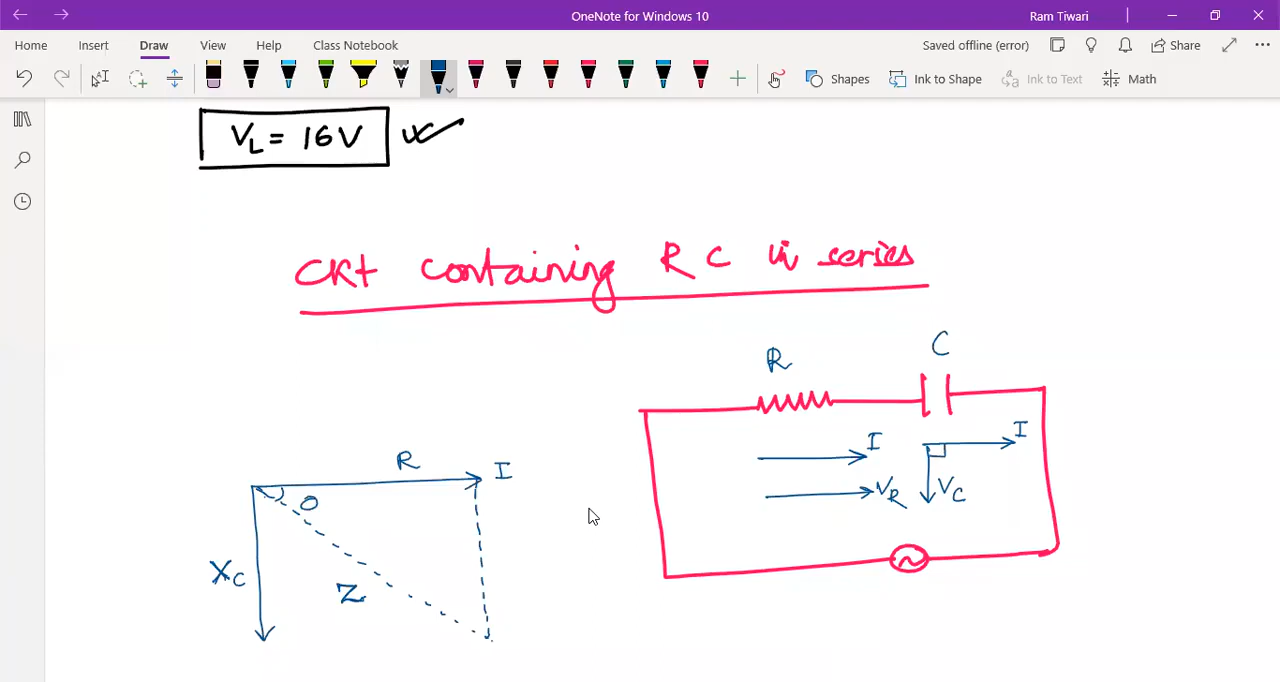 OneNote for Windows 10
Ram Tiwari
Home Insert Draw View Help Class Notebook
Saved offline (error) Share
Shapes Ink to Shape Ink to Text Math
VL = 16V
CKt containing R C in series
R C
I I
VR VC
R I
θ
XC
Z